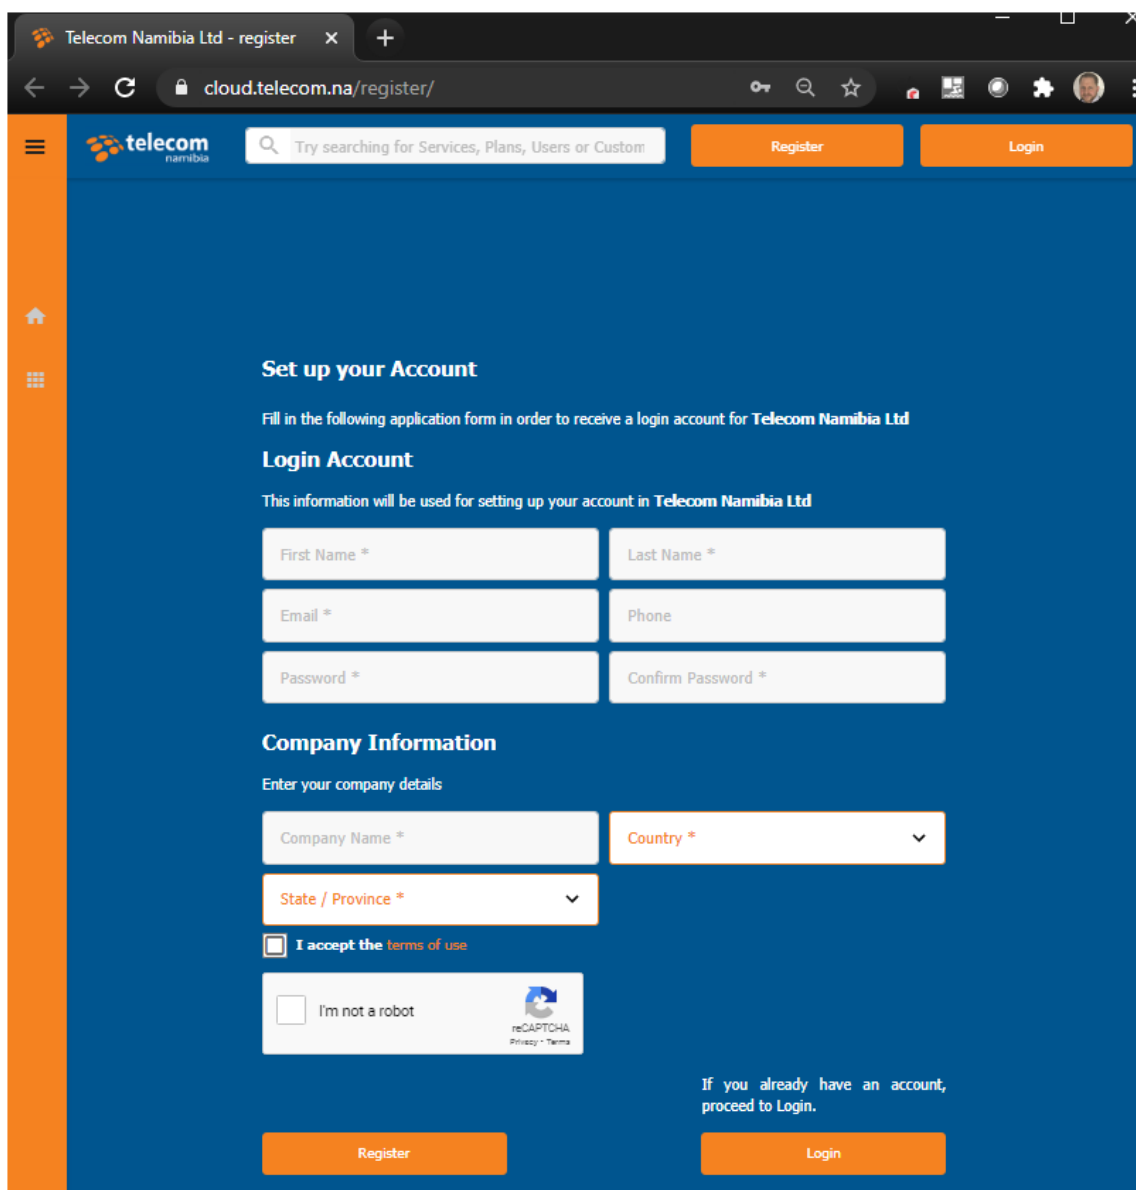 Telecom Namibia Ltd - register
cloud.telecom.na/register/
telecom
namibia
Try searching for Services, Plans, Users or Custom
Register
Login
Set up your Account
Fill in the following application form in order to receive a login account for Telecom Namibia Ltd
Login Account
This information will be used for setting up your account in Telecom Namibia Ltd
First Name *
Last Name *
Email *
Phone
Password *
Confirm Password *
Company Information
Enter your company details
Company Name *
Country *
State / Province *
I accept the terms of use
I'm not a robot
reCAPTCHA
Privacy - Terms
If you already have an account,
proceed to Login.
Register
Login